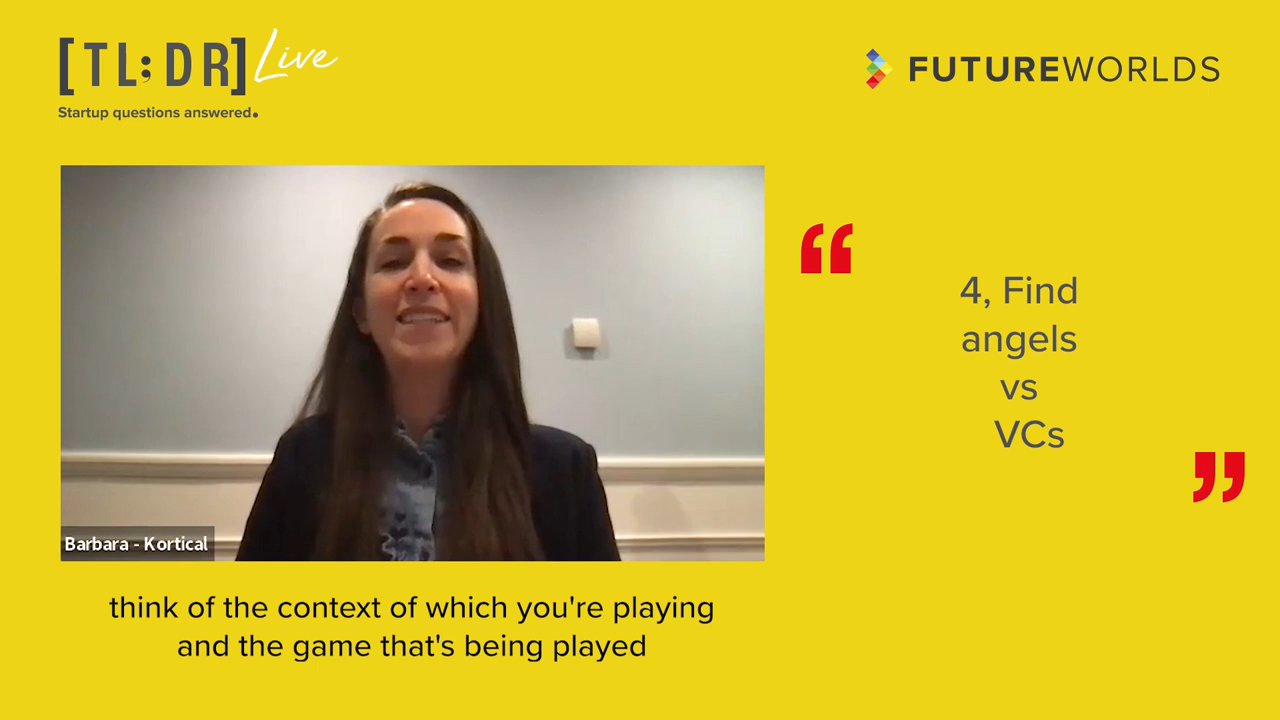 [TL;DR] Live
Startup questions answered.
FUTUREWORLDS
“
4, Find
angels
vs
VCs
”
Barbara - Kortical
think of the context of which you're playing
and the game that's being played